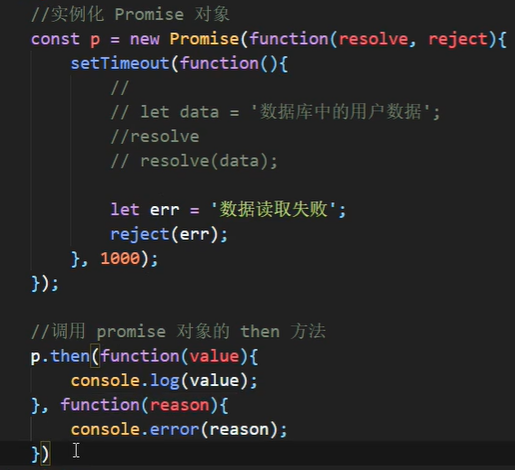 //实例化 Promise 对象
const p = new Promise(function(resolve, reject){
    setTimeout(function(){
        //
        // let data = '数据库中的用户数据';
        //resolve
        // resolve(data);

        let err = '数据读取失败';
        reject(err);
    }, 1000);
});

//调用 promise 对象的 then 方法
p.then(function(value){
    console.log(value);
}, function(reason){
    console.error(reason);
})